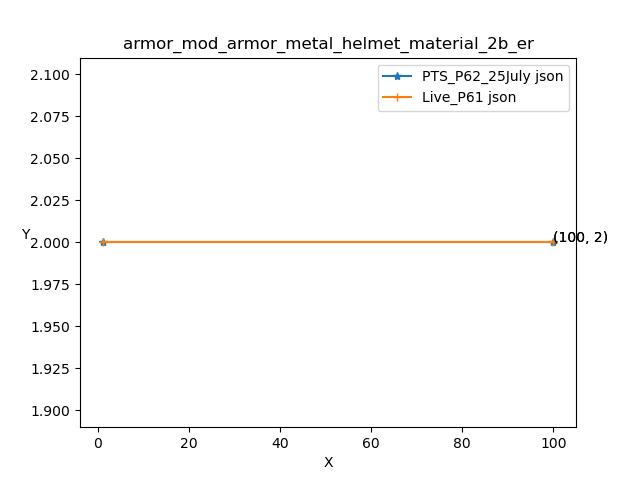 armor_mod_armor_metal_helmet_material_2b_er
PTS_P62_25July json
Live_P61 json
2.100
2.075
2.050
2.025
2.000
1.975
1.950
1.925
1.900
Y
(100, 2)
0 20 40 60 80 100
X